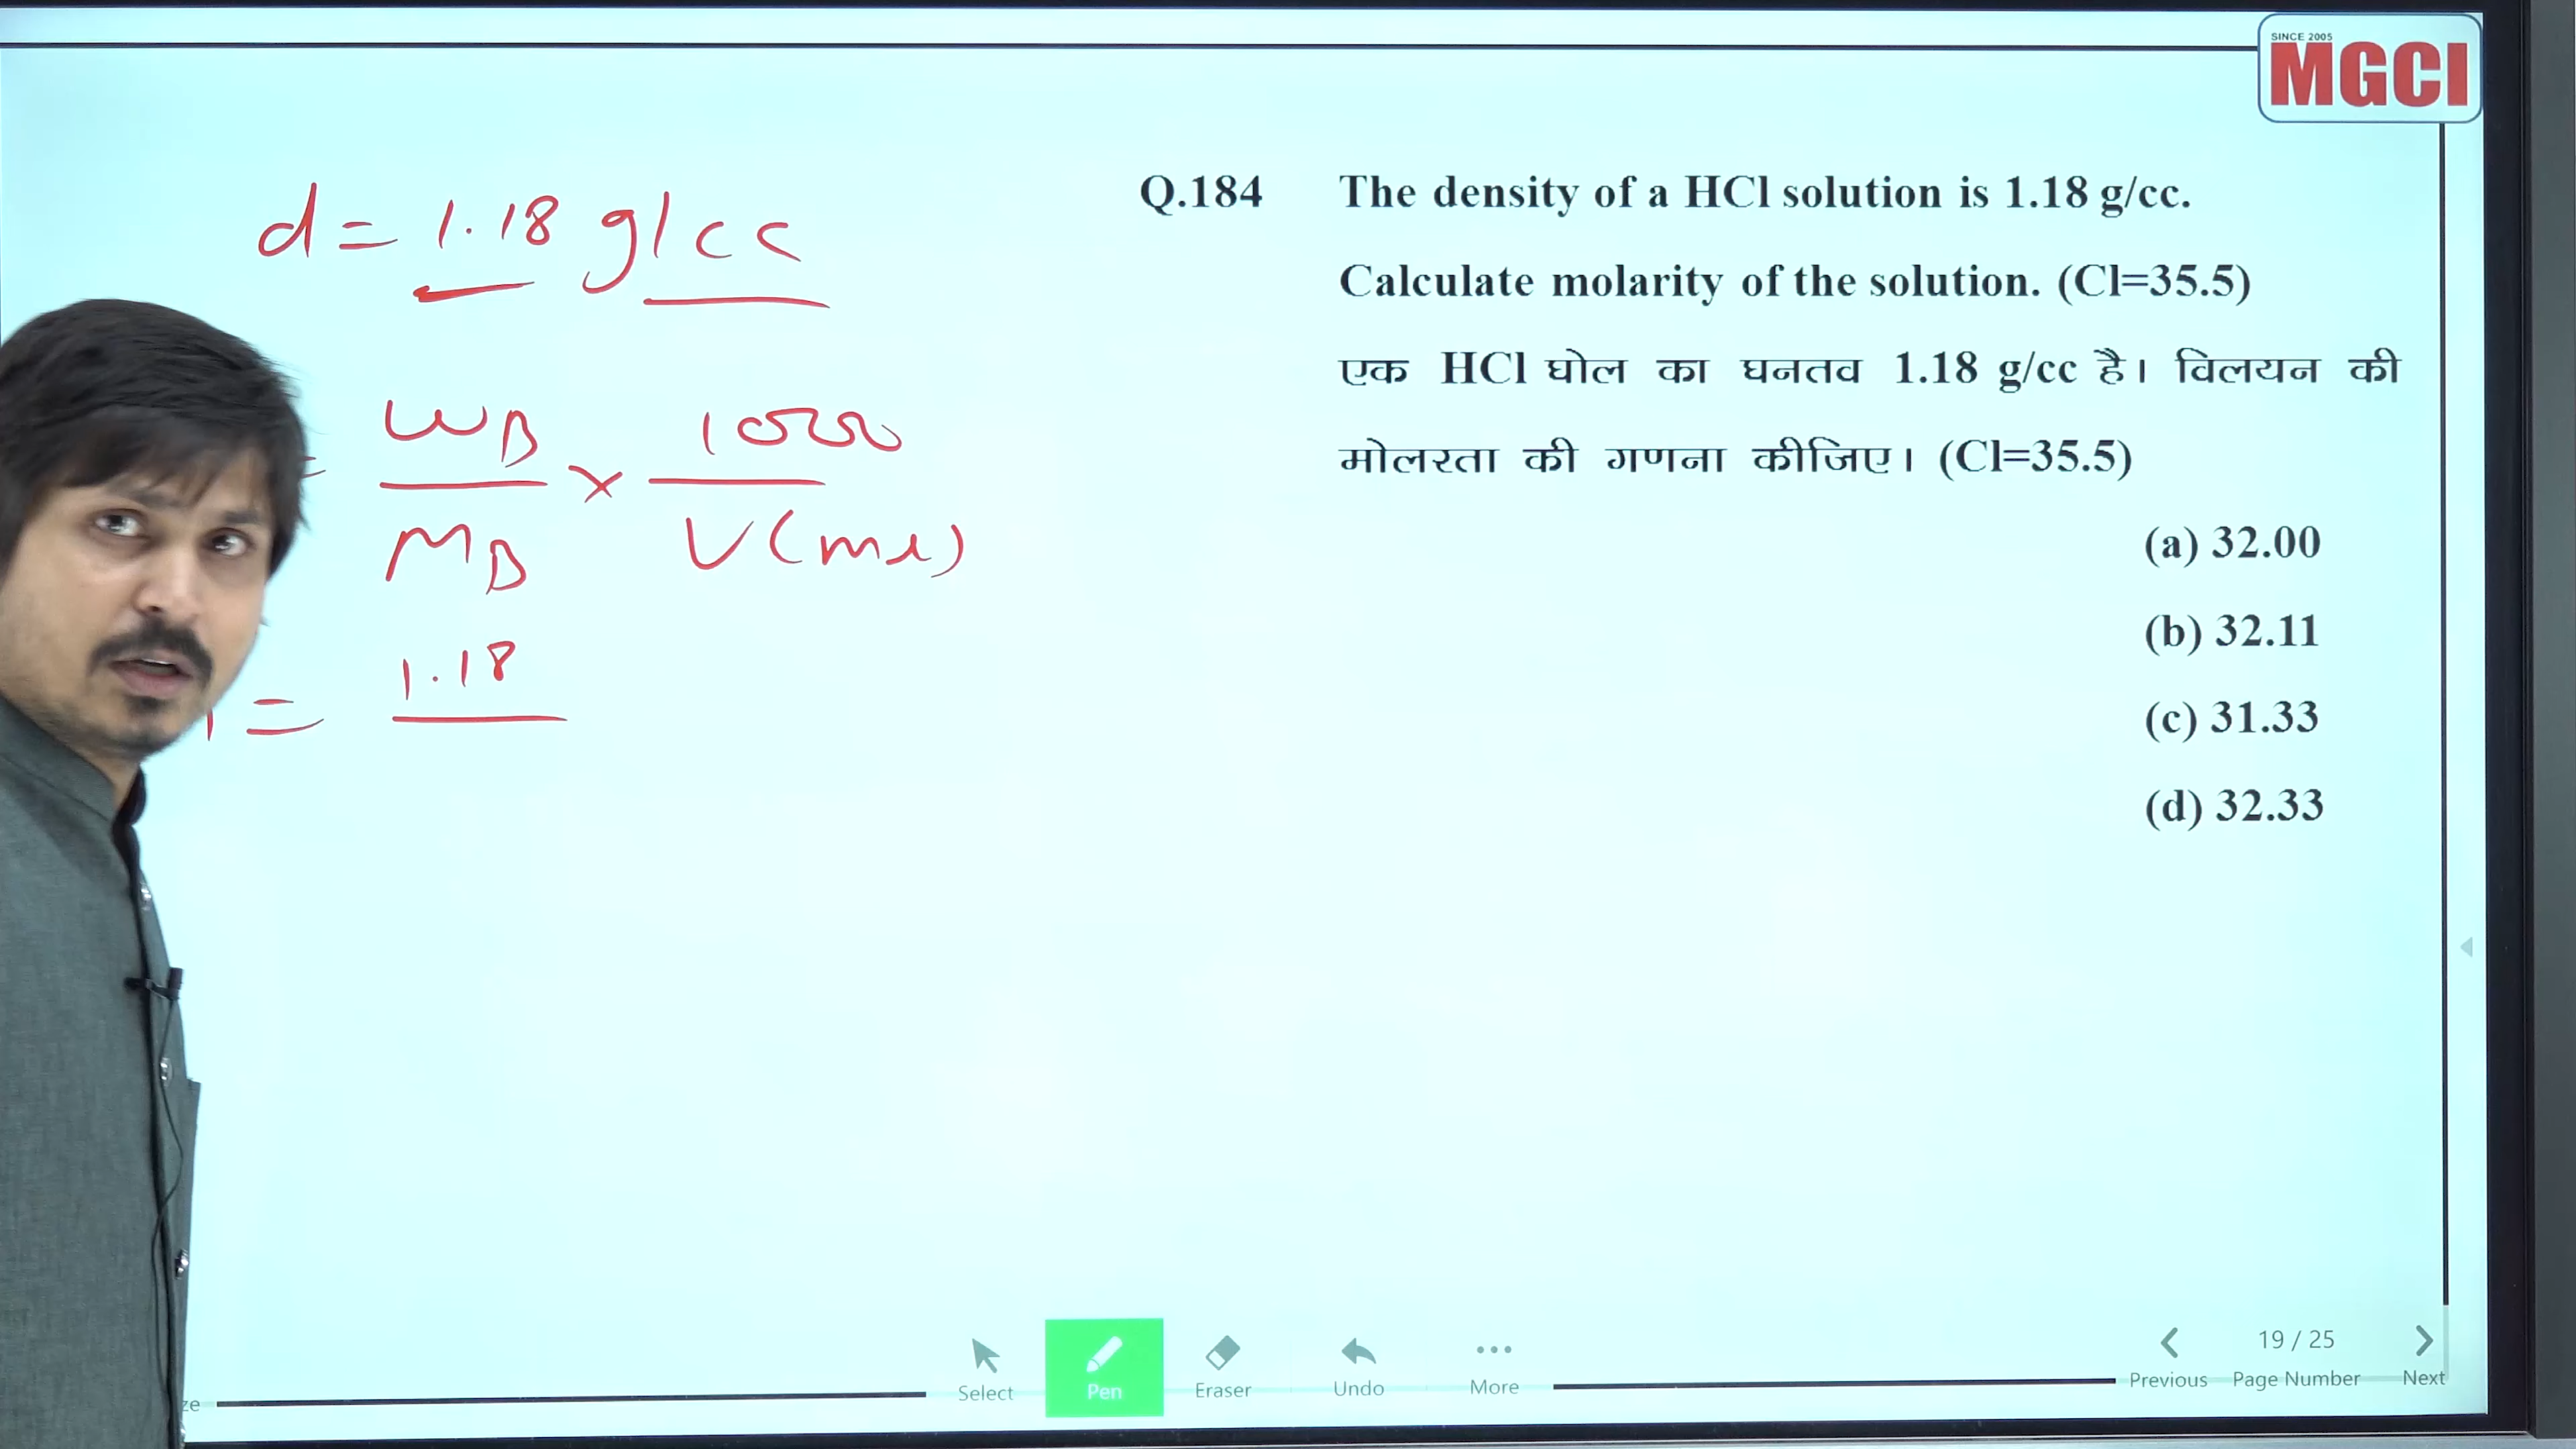 SINCE 2005
MGCI
d = 1.18 g/cc
= WB / MB × 1000 / V(ml)
= 1.18
Q.184 The density of a HCl solution is 1.18 g/cc.
Calculate molarity of the solution. (Cl=35.5)
एक HCl घोल का घनतव 1.18 g/cc है। विलयन की
मोलरता की गणना कीजिए। (Cl=35.5)
(a) 32.00
(b) 32.11
(c) 31.33
(d) 32.33
Select Pen Eraser Undo More
19 / 25
Previous Page Number Next